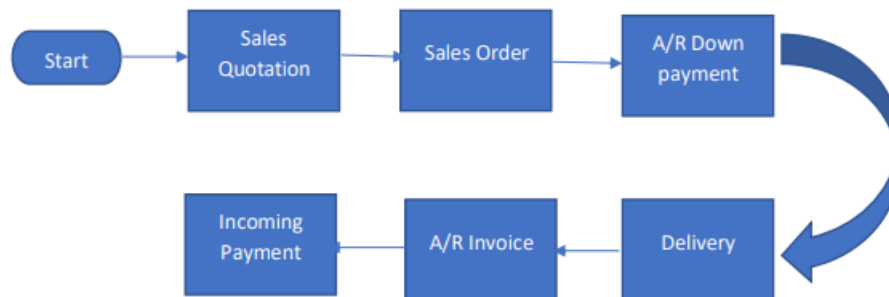 Start
Sales
Quotation
Sales Order
A/R Down
payment
Delivery
A/R Invoice
Incoming
Payment